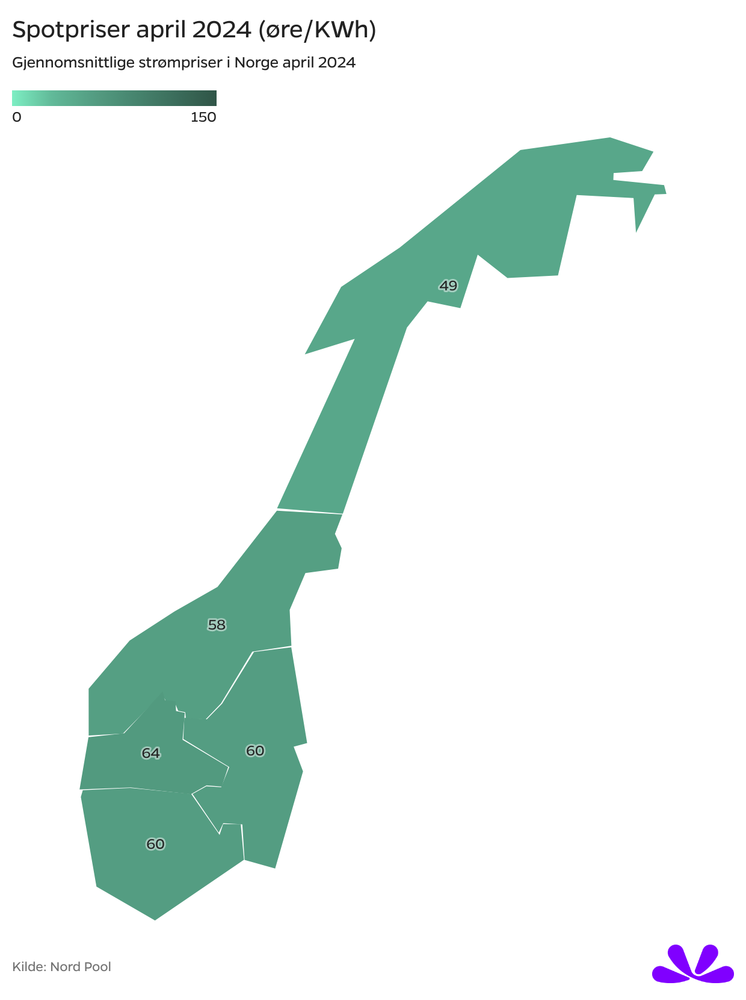 Spotpriser april 2024 (øre/KWh)
Gjennomsnittlige strømpriser i Norge april 2024
0 150
49
58
64
60
60
Kilde: Nord Pool